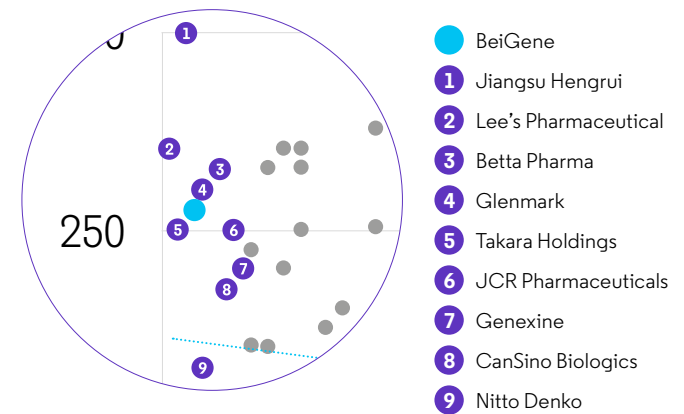 1
2
3
4
250
5
6
7
8
9
BeiGene
1 Jiangsu Hengrui
2 Lee's Pharmaceutical
3 Betta Pharma
4 Glenmark
5 Takara Holdings
6 JCR Pharmaceuticals
7 Genexine
8 CanSino Biologics
9 Nitto Denko